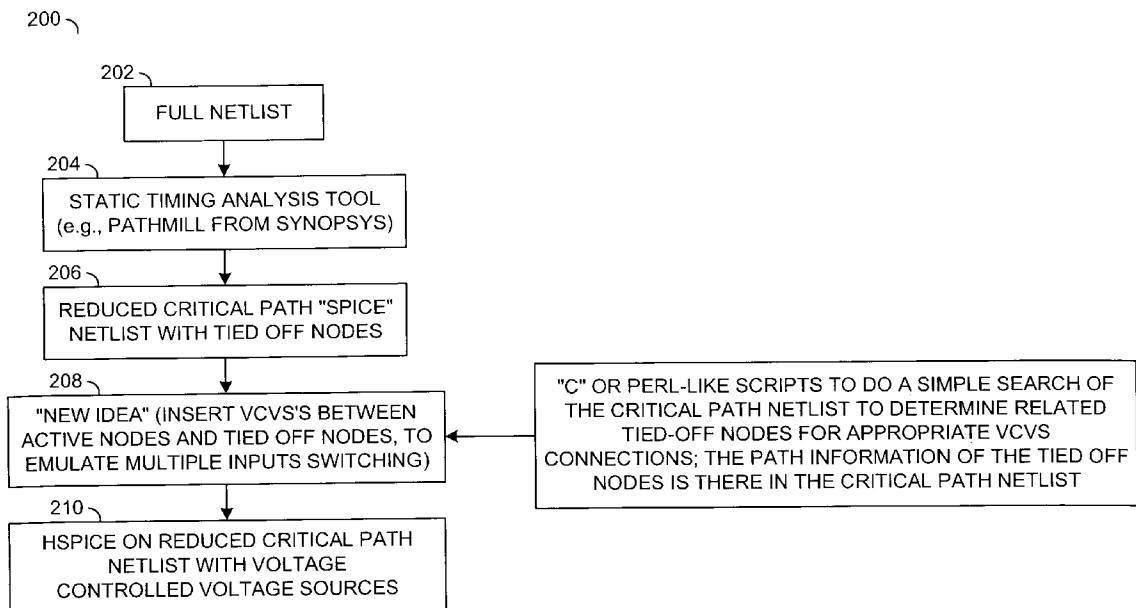 200
202
FULL NETLIST
204
STATIC TIMING ANALYSIS TOOL
(e.g., PATHMILL FROM SYNOPSYS)
206
REDUCED CRITICAL PATH "SPICE"
NETLIST WITH TIED OFF NODES
208
"NEW IDEA" (INSERT VCVS'S BETWEEN
ACTIVE NODES AND TIED OFF NODES, TO
EMULATE MULTIPLE INPUTS SWITCHING)
"C" OR PERL-LIKE SCRIPTS TO DO A SIMPLE SEARCH OF
THE CRITICAL PATH NETLIST TO DETERMINE RELATED
TIED-OFF NODES FOR APPROPRIATE VCVS
CONNECTIONS; THE PATH INFORMATION OF THE TIED OFF
NODES IS THERE IN THE CRITICAL PATH NETLIST
210
HSPICE ON REDUCED CRITICAL PATH
NETLIST WITH VOLTAGE
CONTROLLED VOLTAGE SOURCES